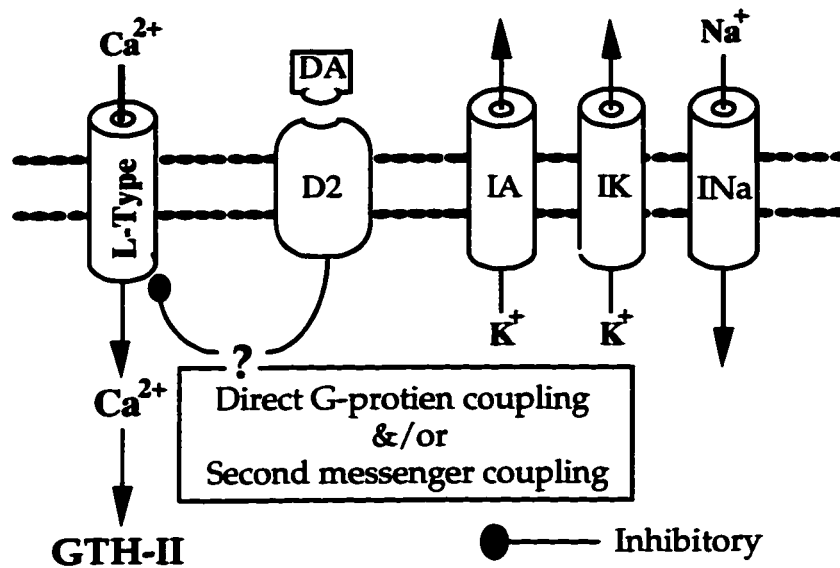 Ca2+
DA
Na+
L-Type
D2
IA
IK
INa
K+
K+
?
Ca2+
Direct G-protien coupling
&/or
Second messenger coupling
GTH-II
Inhibitory